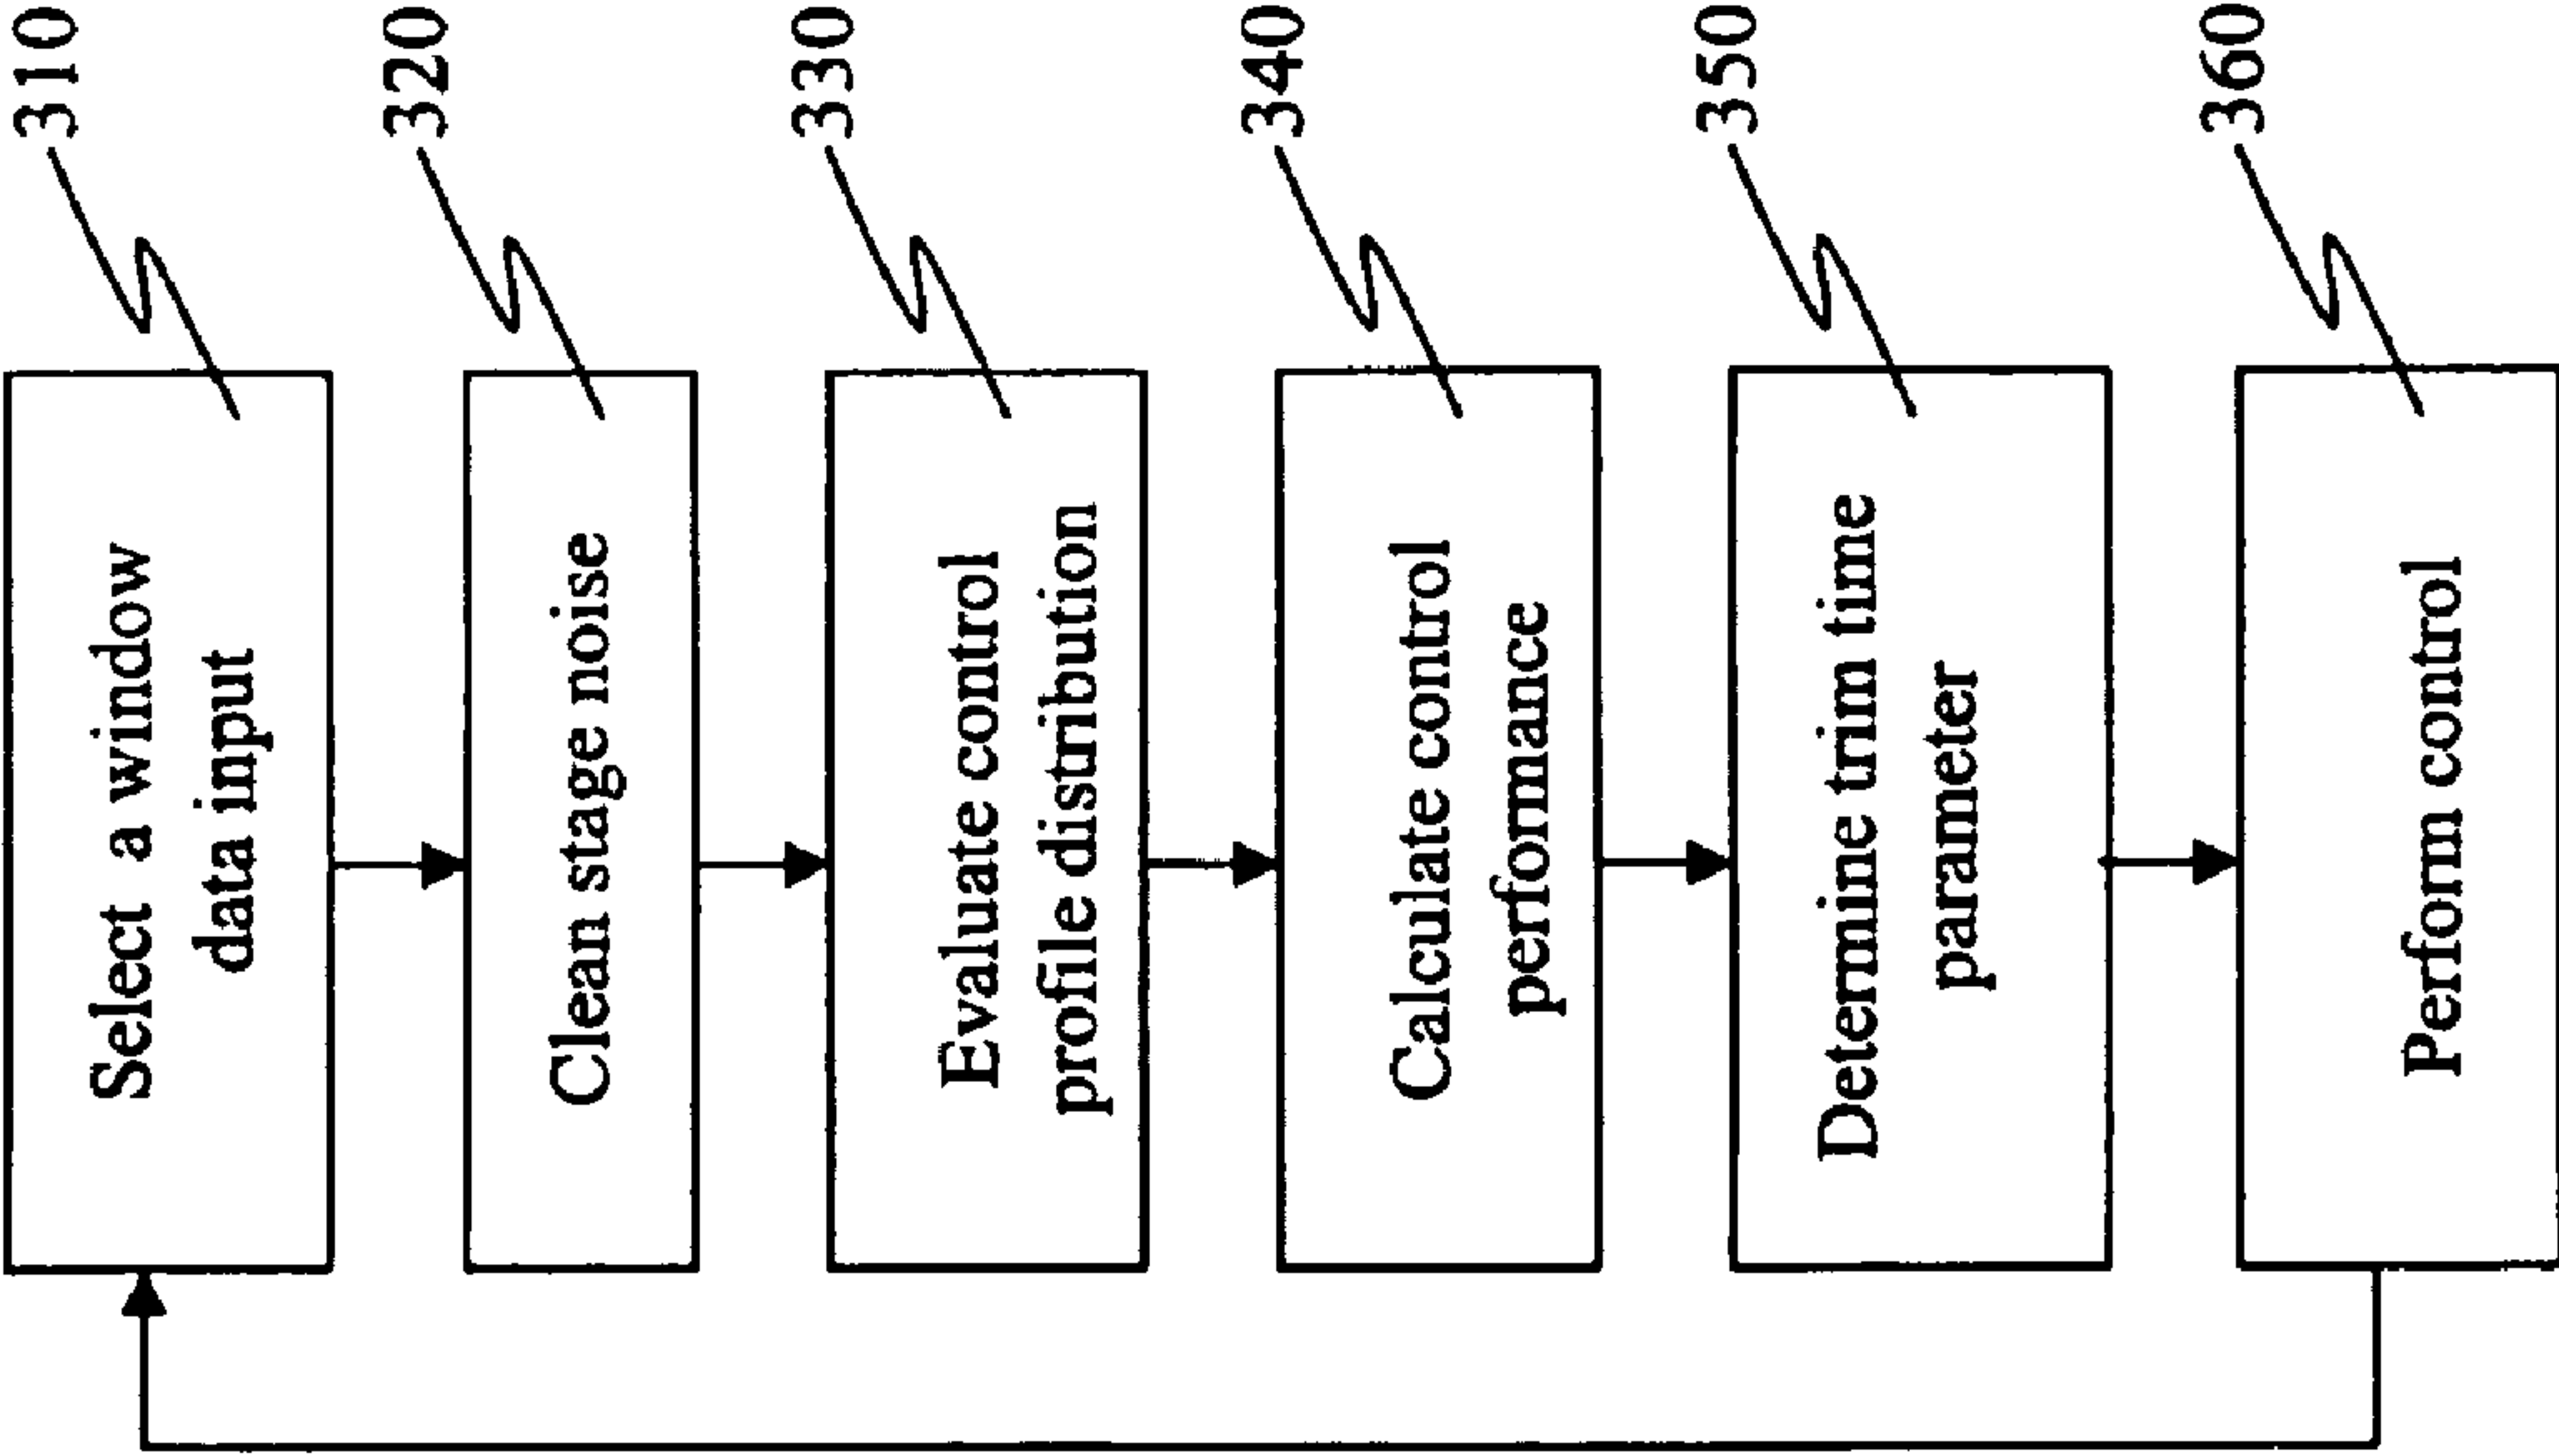 310
Select a window
data input
320
Clean stage noise
330
Evaluate control
profile distribution
340
Calculate control
performance
350
Determine trim time
parameter
360
Perform control